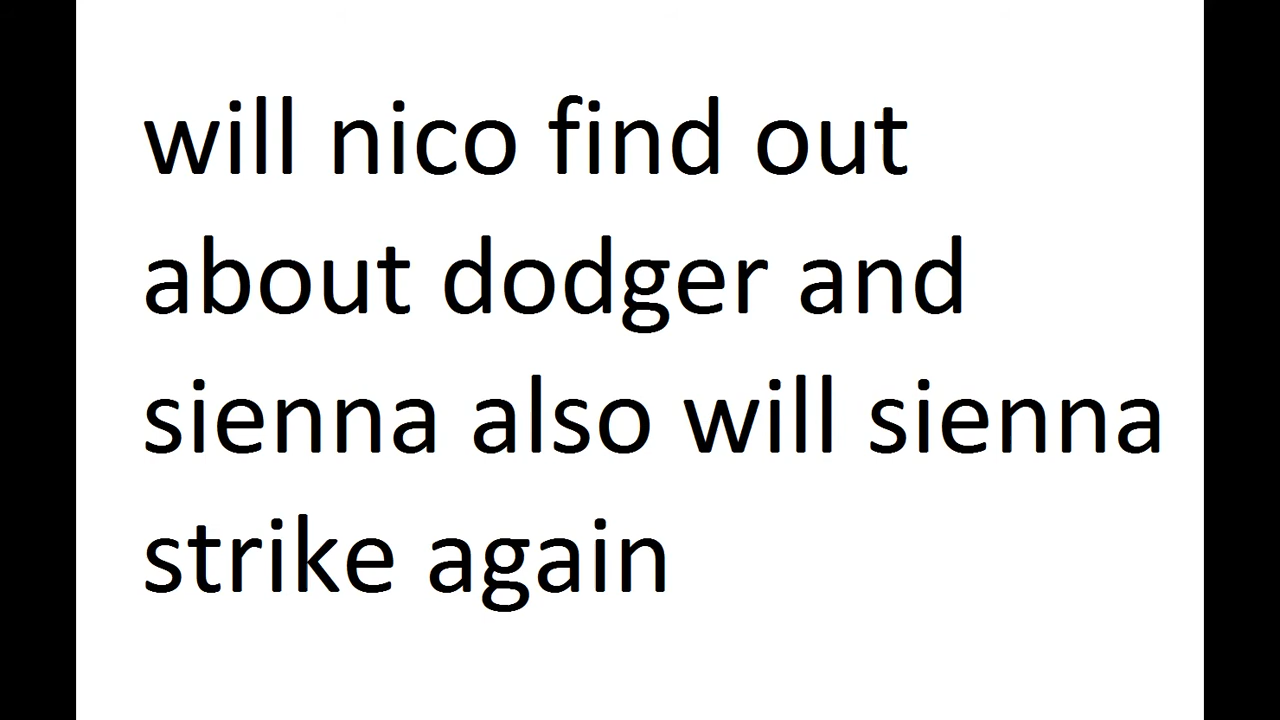 will nico find out
about dodger and
sienna also will sienna
strike again